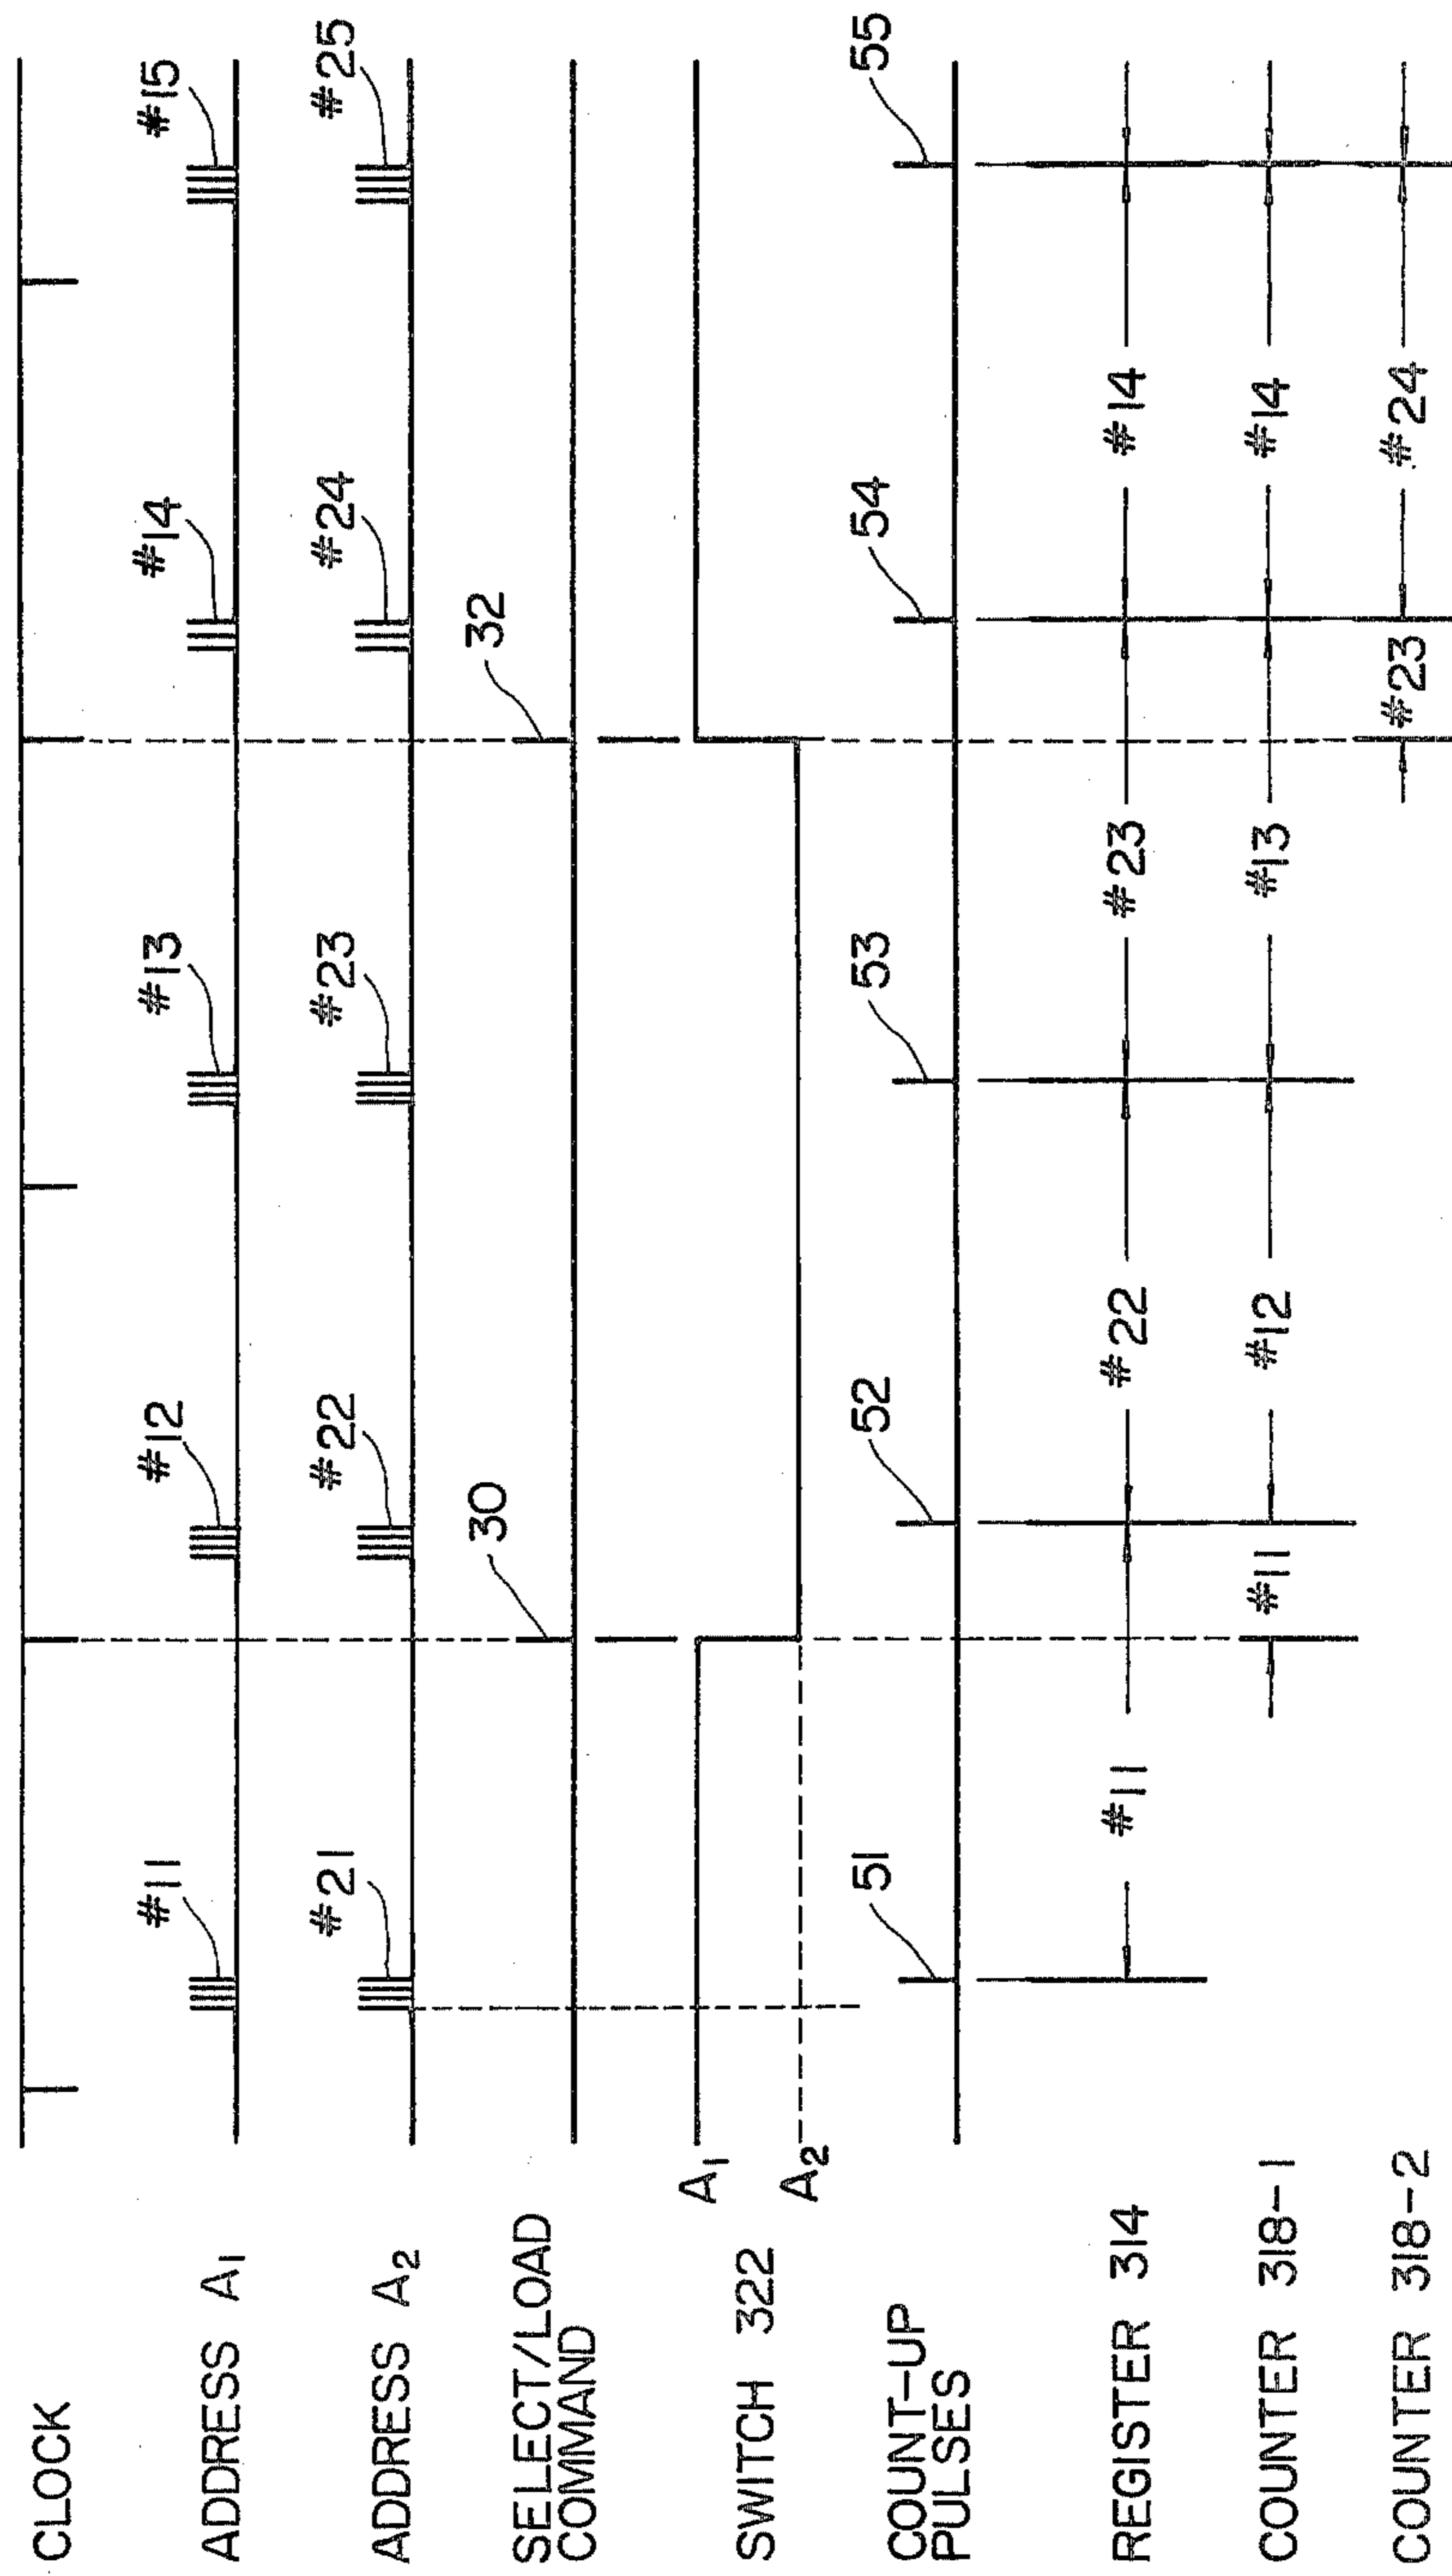 CLOCK
ADDRESS A1
#11
#12
#13
#14
#15
ADDRESS A2
#21
#22
#23
#24
#25
SELECT/LOAD
COMMAND
30
32
SWITCH 322
A1
A2
COUNT-UP
PULSES
51
52
53
54
55
REGISTER 314
#11
#22
#23
#14
COUNTER 318-1
#11
#12
#13
#14
COUNTER 318-2
#23
#24